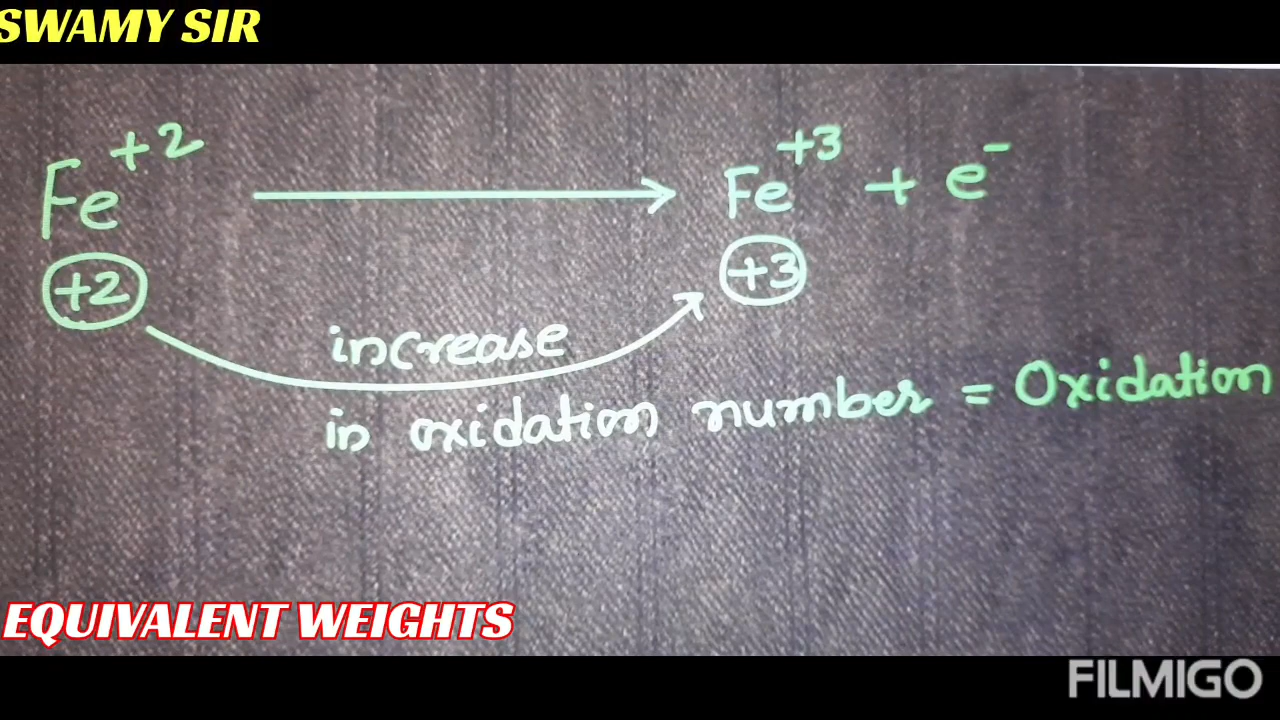 SWAMY SIR
Fe+2 ⟶ Fe+3 + e-
+2 +3
increase
in oxidation number = Oxidation
EQUIVALENT WEIGHTS
FILMIGO